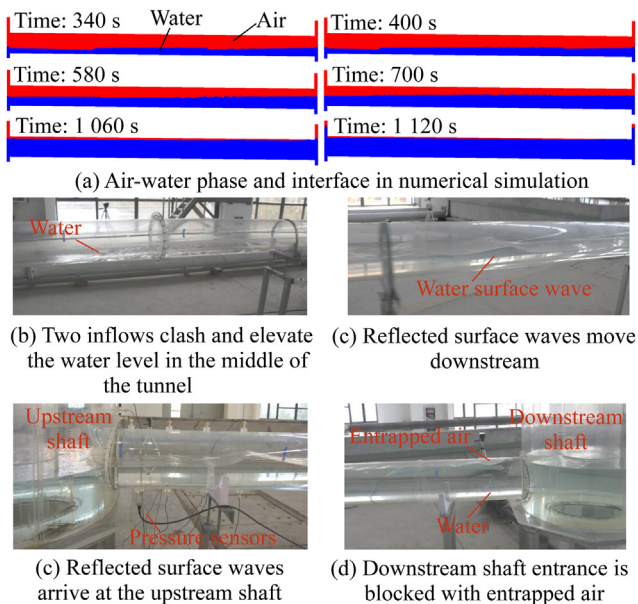 Time: 340 s
Water
Air
Time: 400 s
Time: 580 s
Time: 700 s
Time: 1 060 s
Time: 1 120 s
(a) Air-water phase and interface in numerical simulation
Water
Water surface wave
(b) Two inflows clash and elevate
the water level in the middle of
the tunnel
(c) Reflected surface waves move
downstream
Upstream
shaft
Pressure sensors
Entrapped air
Downstream
shaft
Water
(c) Reflected surface waves
arrive at the upstream shaft
(d) Downstream shaft entrance is
blocked with entrapped air